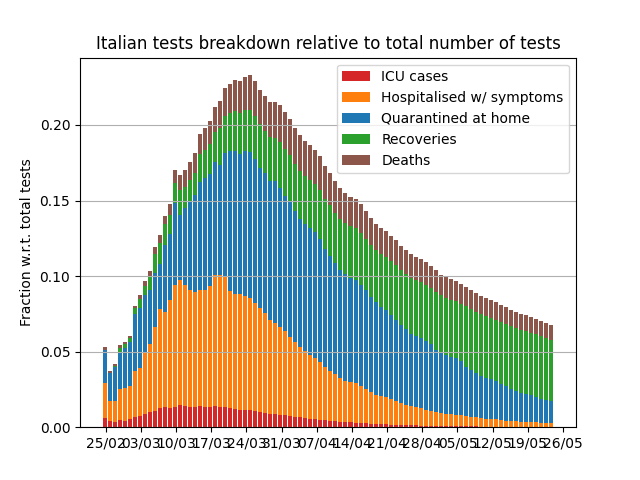 Italian tests breakdown relative to total number of tests
ICU cases
Hospitalised w/ symptoms
Quarantined at home
Recoveries
Deaths
Fraction w.r.t. total tests
0.20
0.15
0.10
0.05
0.00
25/02 03/03 10/03 17/03 24/03 31/03 07/04 14/04 21/04 28/04 05/05 12/05 19/05 26/05